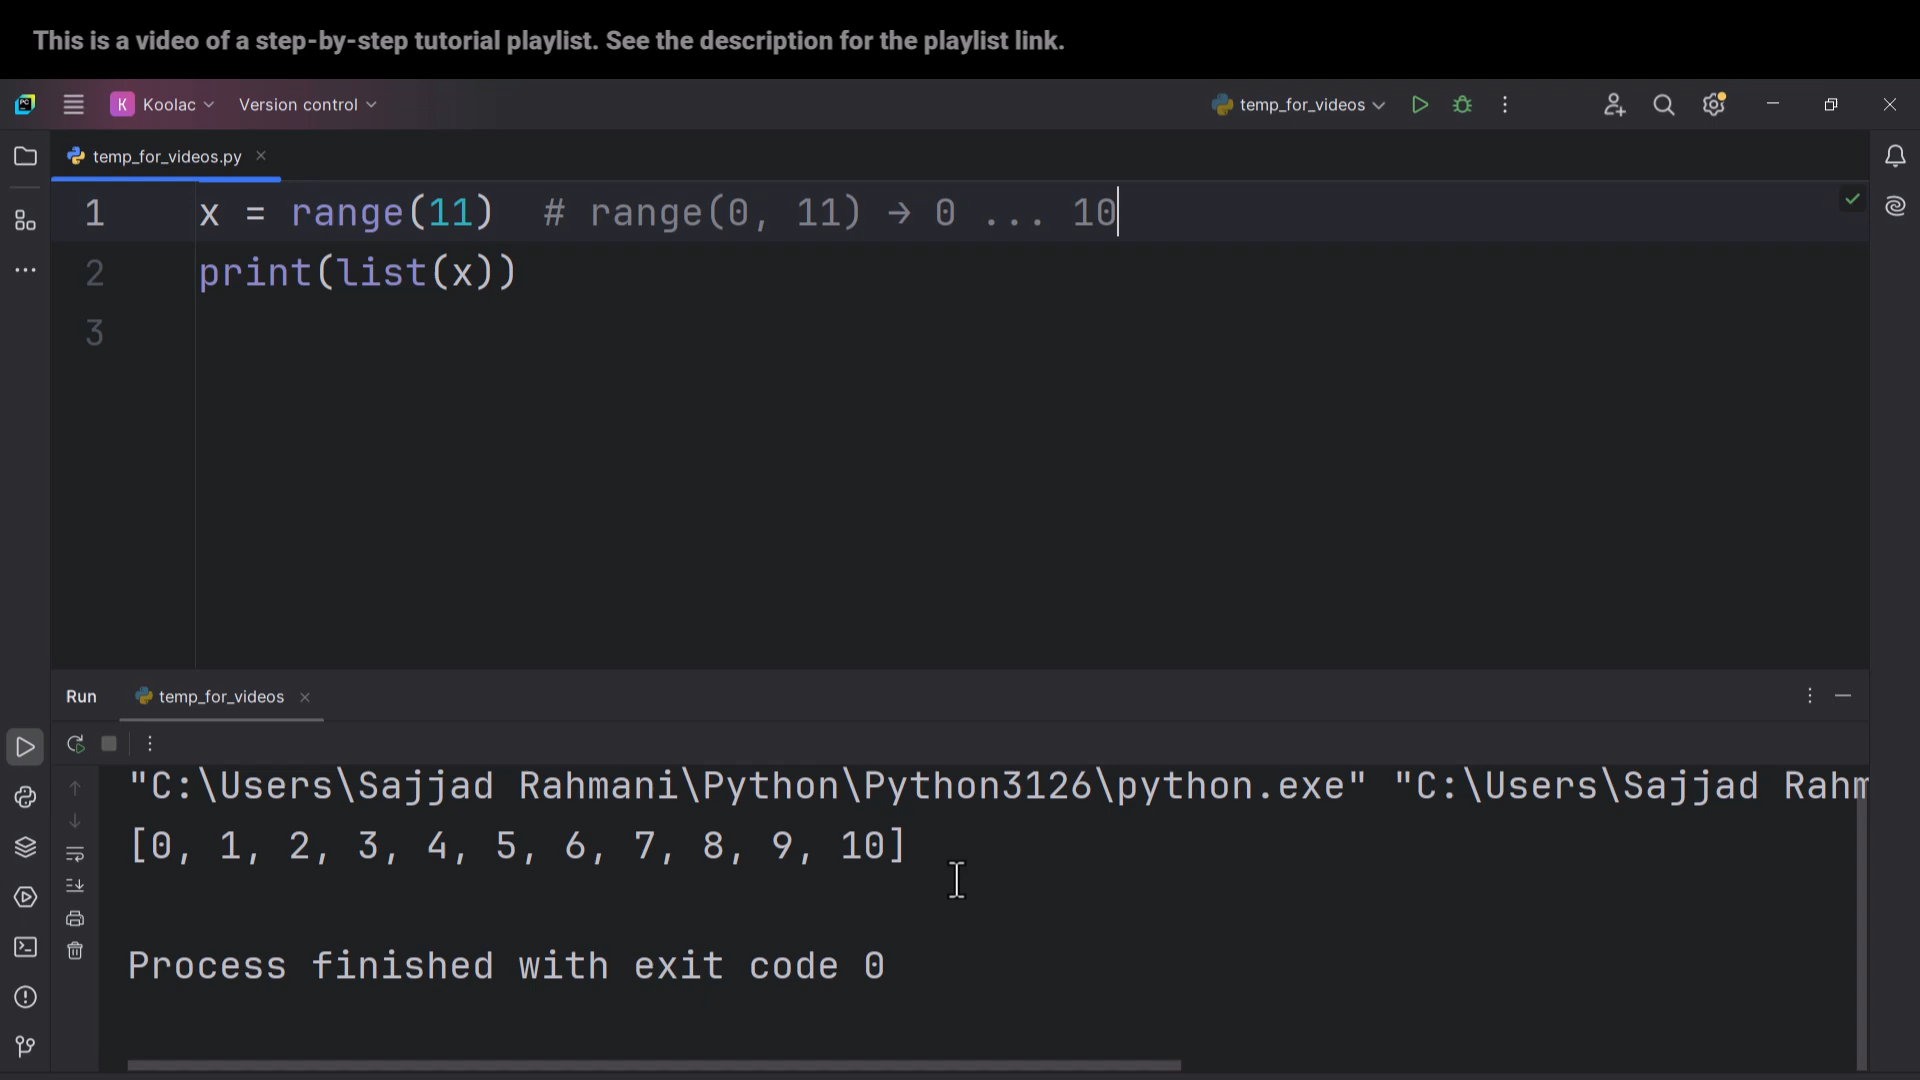 This is a video of a step-by-step tutorial playlist. See the description for the playlist link.
PC
K Koolac Version control temp_for_videos
temp_for_videos.py
1 x = range(11)  # range(0, 11) → 0 ... 10
2 print(list(x))
3
Run temp_for_videos
"C:\Users\Sajjad Rahmani\Python\Python3126\python.exe" "C:\Users\Sajjad Rahm
[0, 1, 2, 3, 4, 5, 6, 7, 8, 9, 10]
Process finished with exit code 0